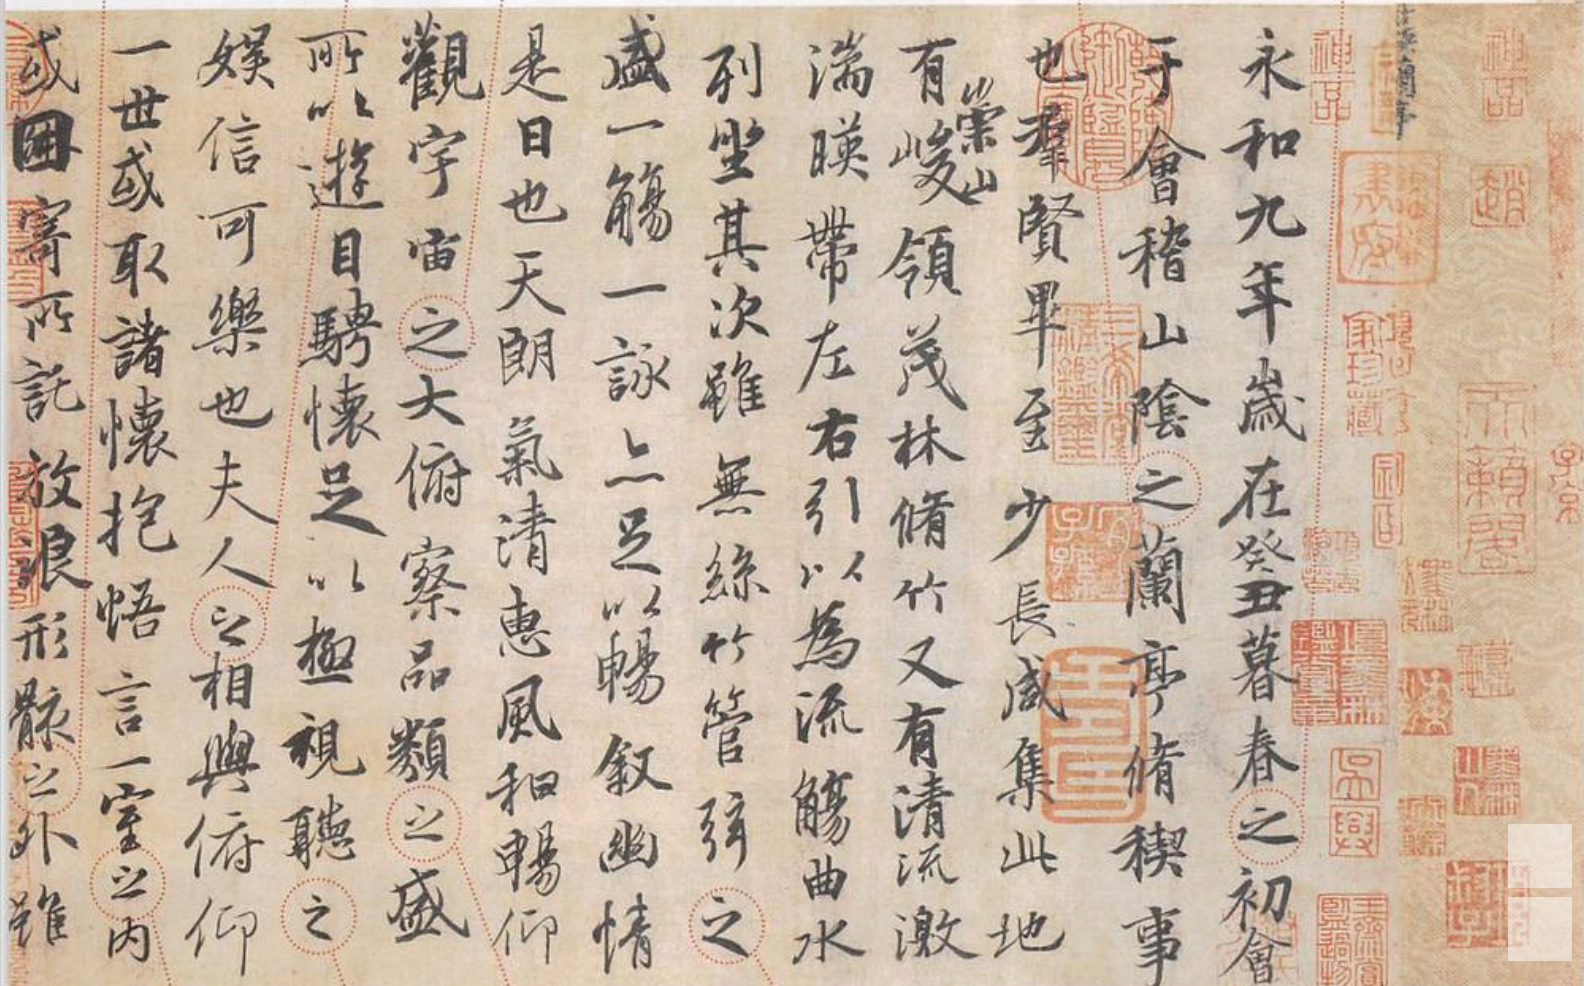 永和九年歲在癸丑暮春之初會
于會稽山陰之蘭亭脩稧事
也羣賢畢至少長咸集此地
有崇山峻領茂林脩竹又有清流激
湍暎帶左右引以為流觴曲水
列坐其次雖無絲竹管弦之
盛一觴一詠亦足以暢敘幽情
是日也天朗氣清惠風和暢仰
觀宇宙之大俯察品類之盛
所以遊目騁懷足以極視聽之
娛信可樂也夫人之相與俯仰
一世或取諸懷抱悟言一室之內
或因寄所託放浪形骸之外雖
神品
神品
趙
子京